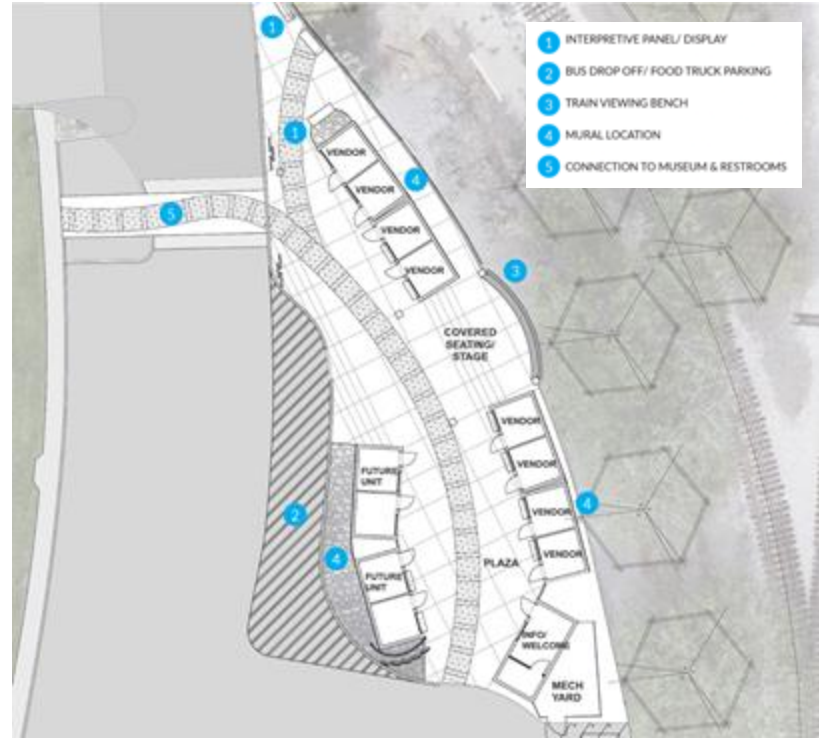 1
1 INTERPRETIVE PANEL/ DISPLAY
2 BUS DROP OFF/ FOOD TRUCK PARKING
3 TRAIN VIEWING BENCH
4 MURAL LOCATION
5 CONNECTION TO MUSEUM & RESTROOMS
1
VENDOR
4
VENDOR
5
VENDOR
VENDOR
3
COVERED
SEATING/
STAGE
VENDOR
VENDOR
FUTURE
UNIT
4
VENDOR
2
VENDOR
4
PLAZA
FUTURE
UNIT
INFO/
WELCOME
MECH
YARD